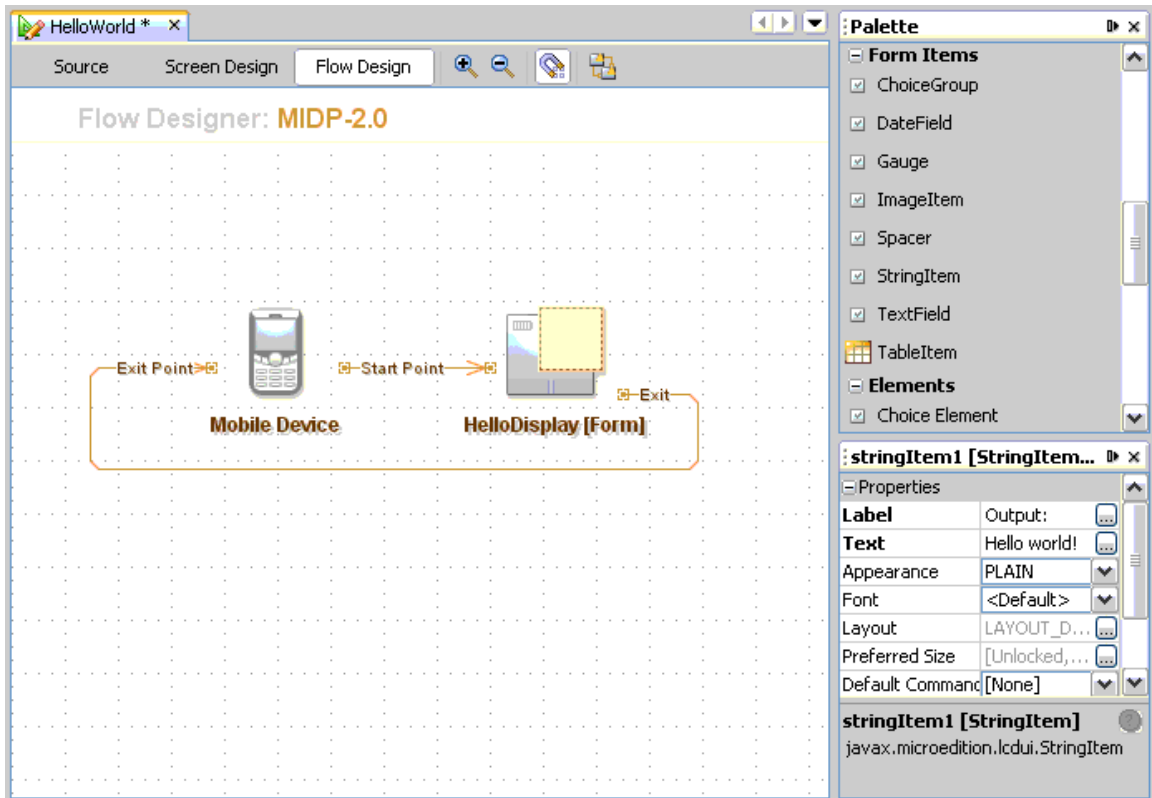 HelloWorld *
Source Screen Design Flow Design
Flow Designer: MIDP-2.0
Exit Point
Start Point
Exit
Mobile Device
HelloDisplay [Form]
Palette
Form Items
ChoiceGroup
DateField
Gauge
ImageItem
Spacer
StringItem
TextField
TableItem
Elements
Choice Element
stringItem1 [StringItem...
Properties
Label Output: ...
Text Hello world! ...
Appearance PLAIN
Font <Default>
Layout LAYOUT_D... ...
Preferred Size [Unlocked,... ...
Default Command [None]
stringItem1 [StringItem] ?
javax.microedition.lcdui.StringItem